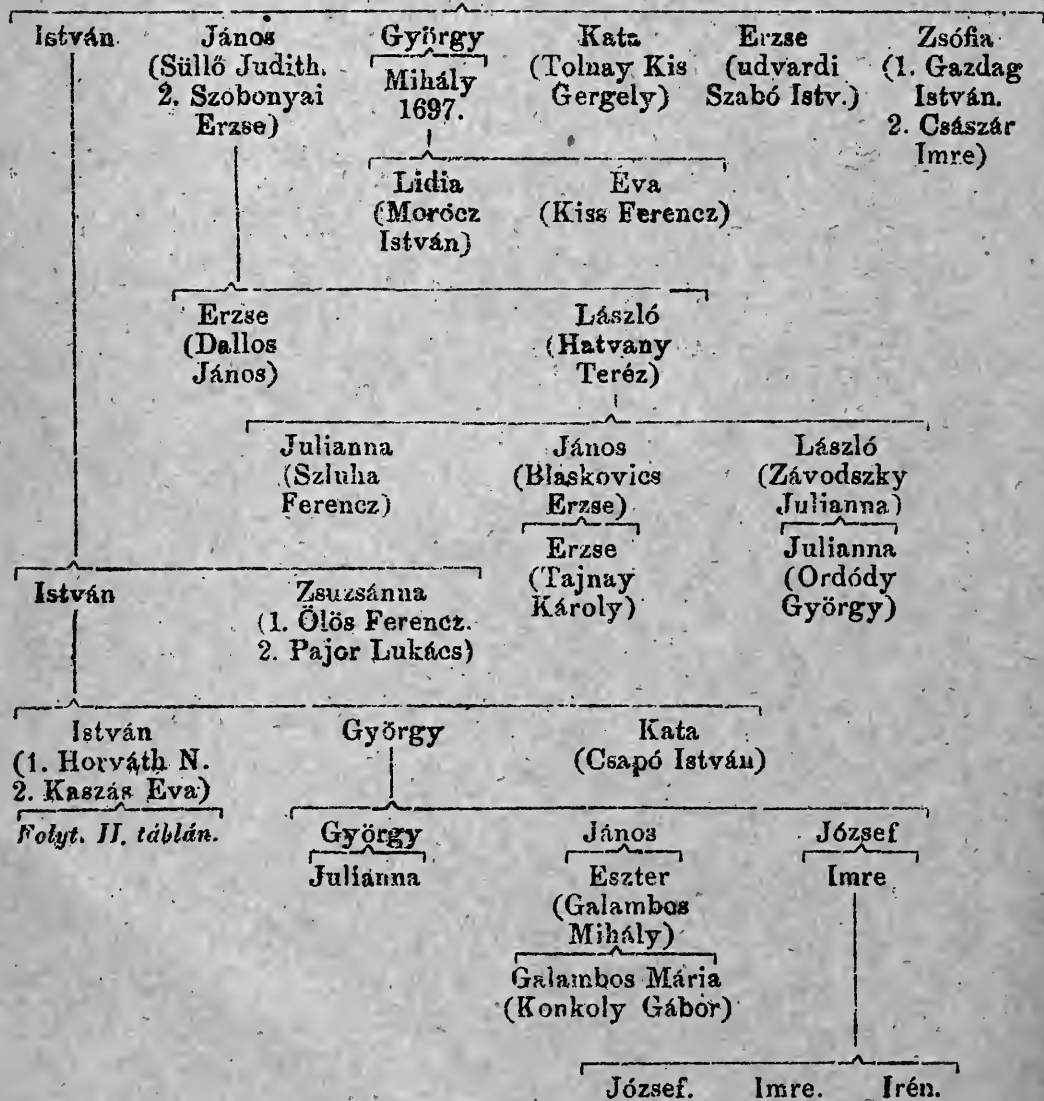 István János György Kata Erzse Zsófia
(Süllő Judith. Mihály (Tolnay Kis (udvardi (1. Gazdag
2. Szobonyai 1697. Gergely) Szabó Istv.) István.
Erzse) 2. Császár
Imre)
Lidia Éva
(Morócz (Kiss Ferencz)
István)
Erzse László
(Dallos (Hatvany
János) Teréz)
Julianna János László
(Szluha (Blaskovics (Závodszky
Ferencz) Erzse) Julianna)
Erzse Julianna
(Tajnay (Ordódy
Károly) György)
István Zsuzsánna
(1. Ölös Ferencz.
2. Pajor Lukács)
István György Kata
(1. Horváth N. (Csapó István)
2. Kaszás Éva)
Folyt. II. táblán. György János József
Juliánna Eszter Imre
(Galambos
Mihály)
Galambos Mária
(Konkoly Gábor)
József. Imre. Irén.